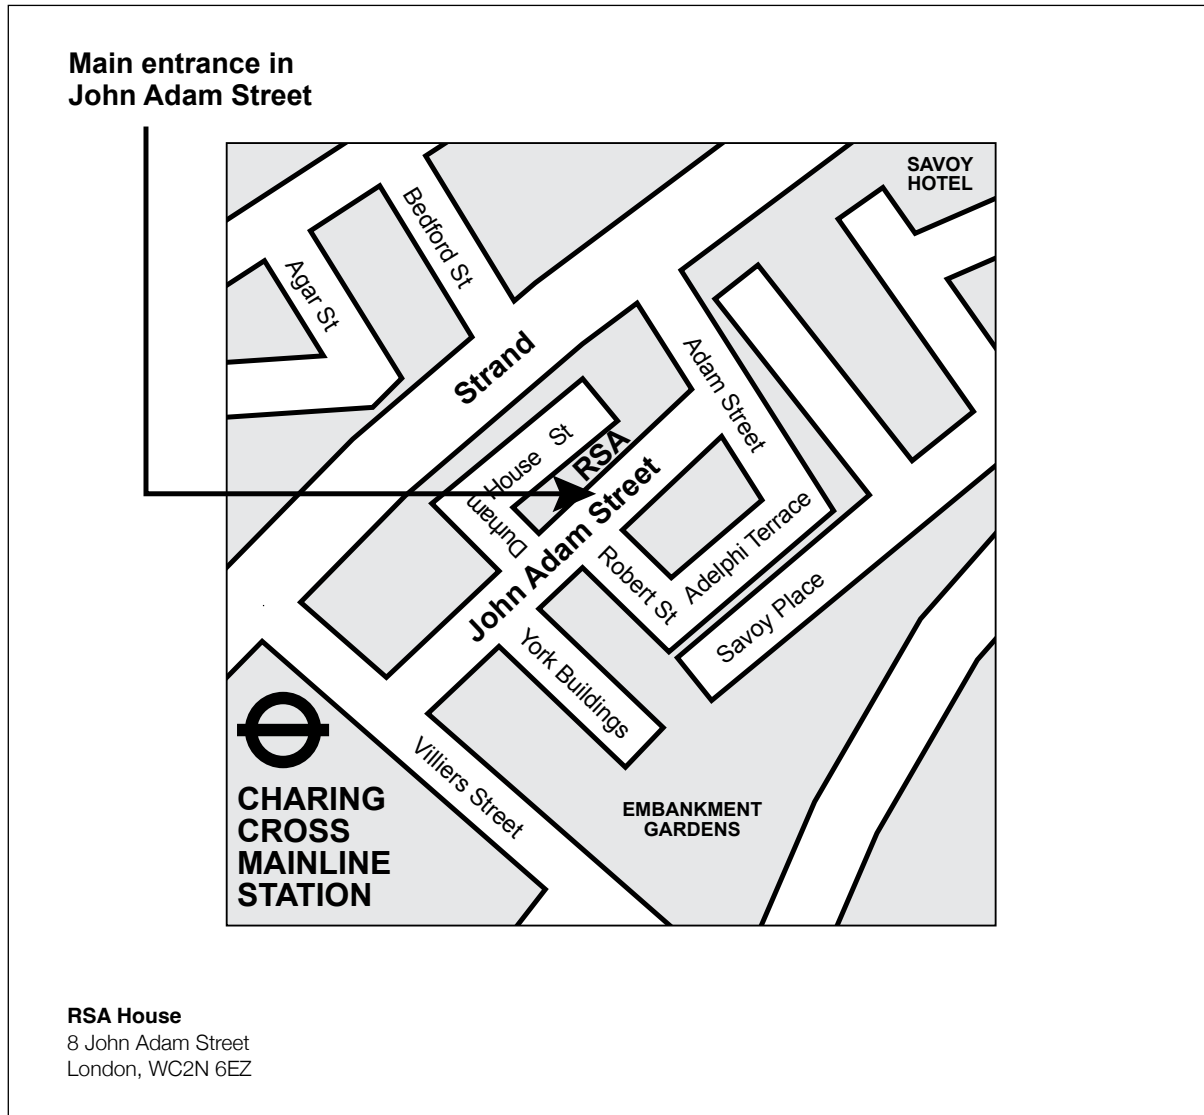 Main entrance in
John Adam Street
SAVOY
HOTEL
Bedford St
Agar St
Strand
Adam Street
House St
Durham
RSA
John Adam Street
Robert St
Adelphi Terrace
Savoy Place
York Buildings
Villiers Street
CHARING
CROSS
MAINLINE
STATION
EMBANKMENT
GARDENS
RSA House
8 John Adam Street
London, WC2N 6EZ